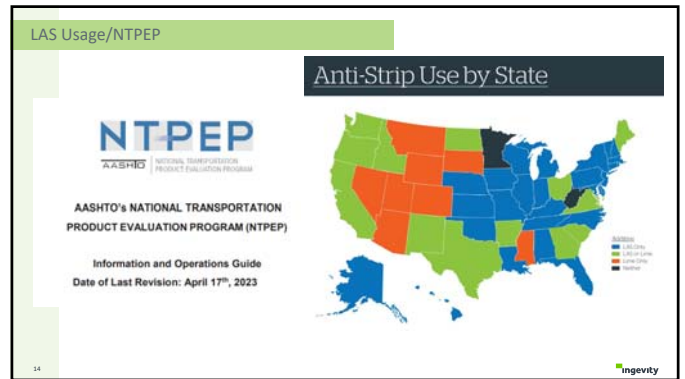 LAS Usage/NTPEP
Anti-Strip Use by State
NTPEP
AASHTO
NATIONAL TRANSPORTATION
PRODUCT EVALUATION PROGRAM
AASHTO's NATIONAL TRANSPORTATION
PRODUCT EVALUATION PROGRAM (NTPEP)
Information and Operations Guide
Date of Last Revision: April 17th, 2023
Additive
LAS Only
LAS or Lime
Lime Only
Neither
14
ingevity